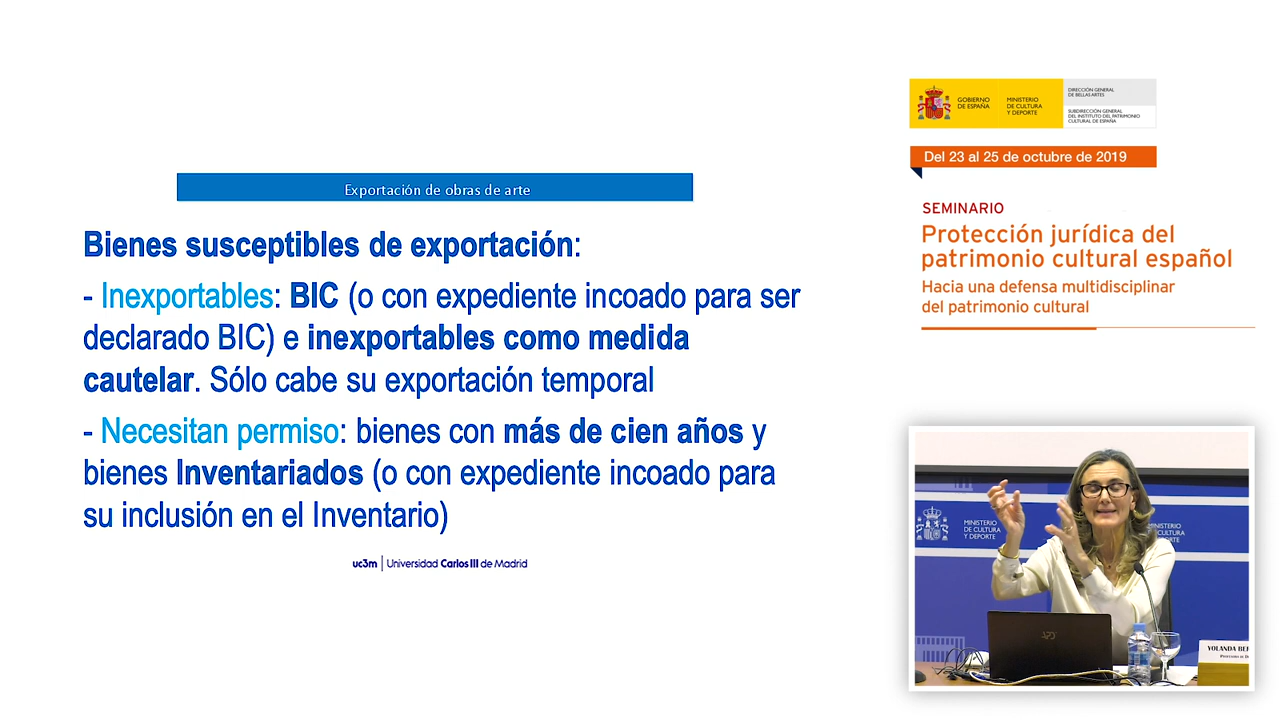 Exportación de obras de arte
Bienes susceptibles de exportación:
- Inexportables: BIC (o con expediente incoado para ser
declarado BIC) e inexportables como medida
cautelar. Sólo cabe su exportación temporal
- Necesitan permiso: bienes con más de cien años y
bienes Inventariados (o con expediente incoado para
su inclusión en el Inventario)
uc3m | Universidad Carlos III de Madrid
GOBIERNO
DE ESPAÑA
MINISTERIO
DE CULTURA
Y DEPORTE
DIRECCIÓN GENERAL
DE BELLAS ARTES
SUBDIRECCIÓN GENERAL
DEL INSTITUTO DEL PATRIMONIO
CULTURAL DE ESPAÑA
Del 23 al 25 de octubre de 2019
SEMINARIO
Protección jurídica del
patrimonio cultural español
Hacia una defensa multidisciplinar
del patrimonio cultural
MINISTERIO
DE CULTURA
Y DEPORTE
MINISTERIO
DE CULTURA
Y DEPORTE
YOLANDA